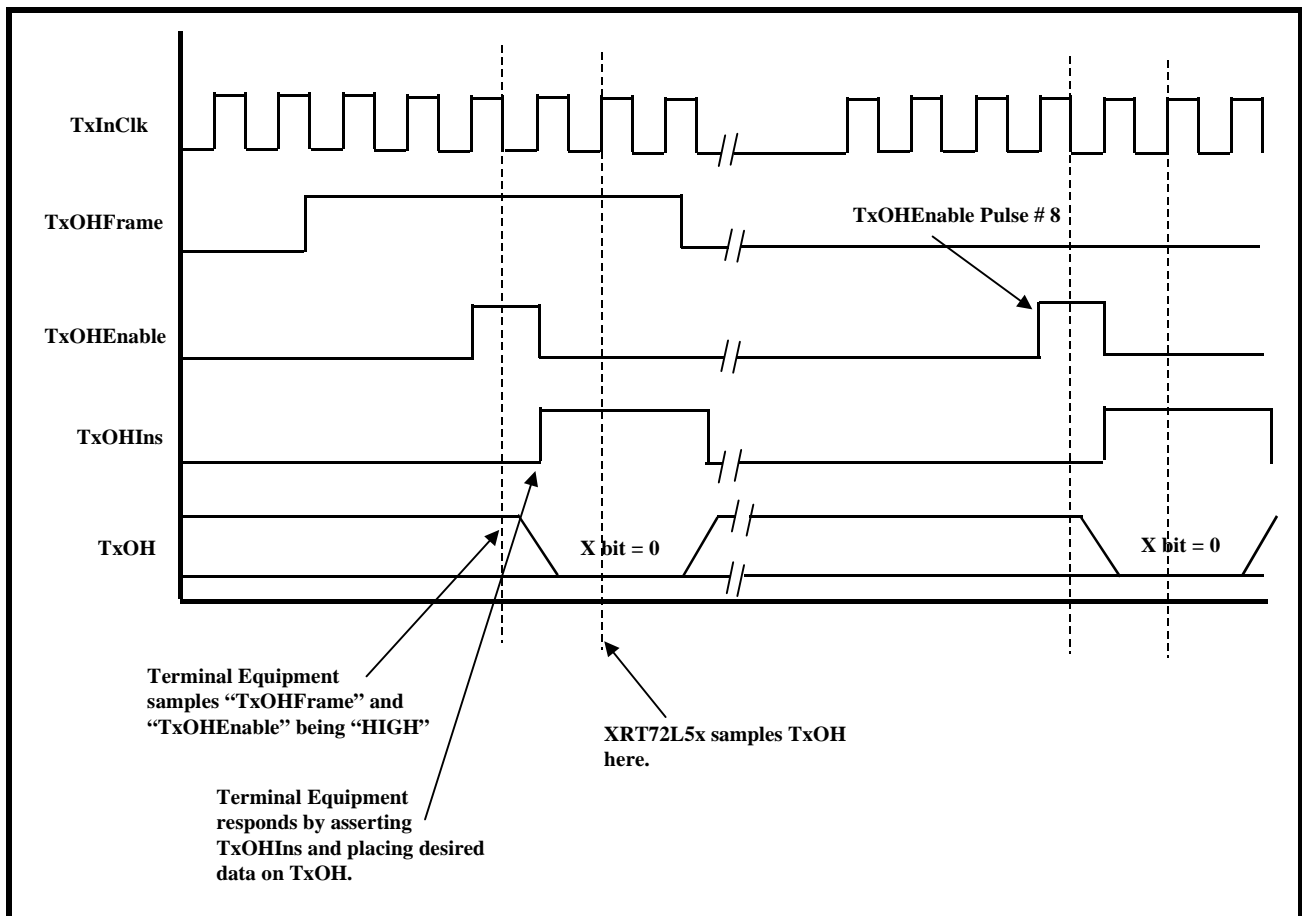 TxInClk
TxOHFrame
TxOHEnable Pulse # 8
TxOHEnable
TxOHIns
TxOH
X bit = 0
X bit = 0
Terminal Equipment
samples “TxOHFrame” and
“TxOHEnable” being “HIGH”
XRT72L5x samples TxOH
here.
Terminal Equipment
responds by asserting
TxOHIns and placing desired
data on TxOH.